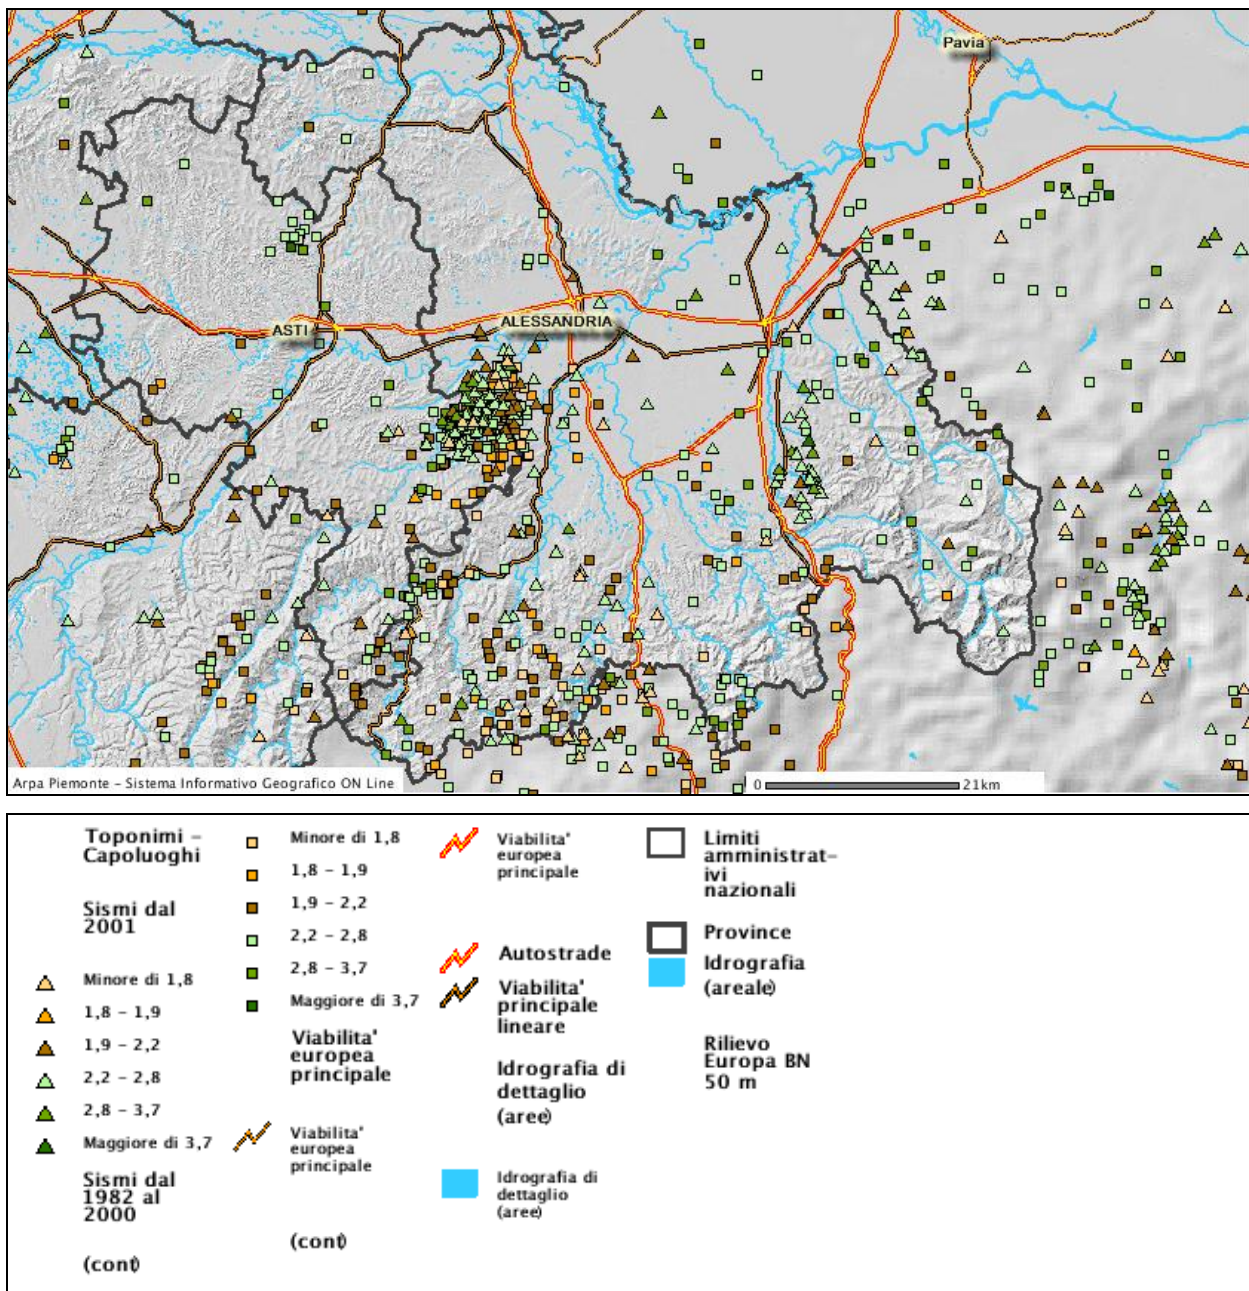 Pavia
ASTI
ALESSANDRIA
Arpa Piemonte - Sistema Informativo Geografico ON Line
0 21km
Toponimi -
Capoluoghi
Sismi dal
2001
Minore di 1,8
1,8 - 1,9
1,9 - 2,2
2,2 - 2,8
2,8 - 3,7
Maggiore di 3,7
Sismi dal
1982 al
2000
(cont)
Minore di 1,8
1,8 - 1,9
1,9 - 2,2
2,2 - 2,8
2,8 - 3,7
Maggiore di 3,7
Viabilita'
europea
principale
Viabilita'
europea
principale
(cont)
Viabilita'
europea
principale
Autostrade
Viabilita'
principale
lineare
Idrografia di
dettaglio
(aree)
Idrografia di
dettaglio
(aree)
Limiti
amministrat-
ivi
nazionali
Province
Idrografia
(areale)
Rilievo
Europa BN
50 m